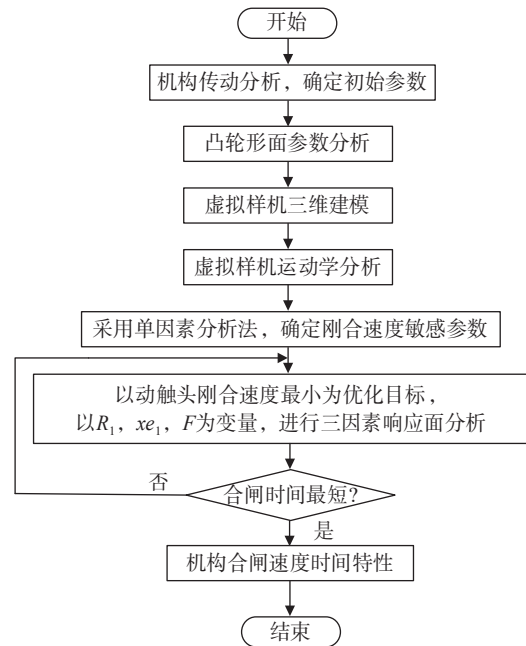 开始
机构传动分析，确定初始参数
凸轮形面参数分析
虚拟样机三维建模
虚拟样机运动学分析
采用单因素分析法，确定刚合速度敏感参数
以动触头刚合速度最小为优化目标，
以R₁，xe₁，F为变量，进行三因素响应面分析
否
合闸时间最短？
是
机构合闸速度时间特性
结束